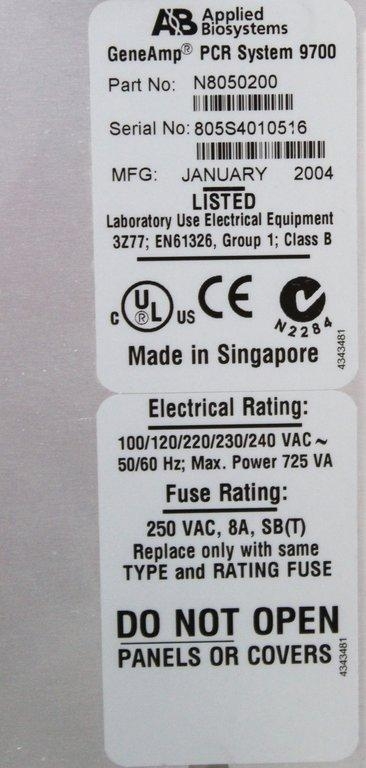 AB Applied
Biosystems
GeneAmp® PCR System 9700
Part No: N8050200
Serial No: 805S4010516
MFG: JANUARY 2004
LISTED
Laboratory Use Electrical Equipment
3Z77; EN61326, Group 1; Class B
C UL ® US CE N2284
Made in Singapore
4343481
Electrical Rating:
100/120/220/230/240 VAC ~
50/60 Hz; Max. Power 725 VA
Fuse Rating:
250 VAC, 8A, SB(T)
Replace only with same
TYPE and RATING FUSE
DO NOT OPEN
PANELS OR COVERS
4343481